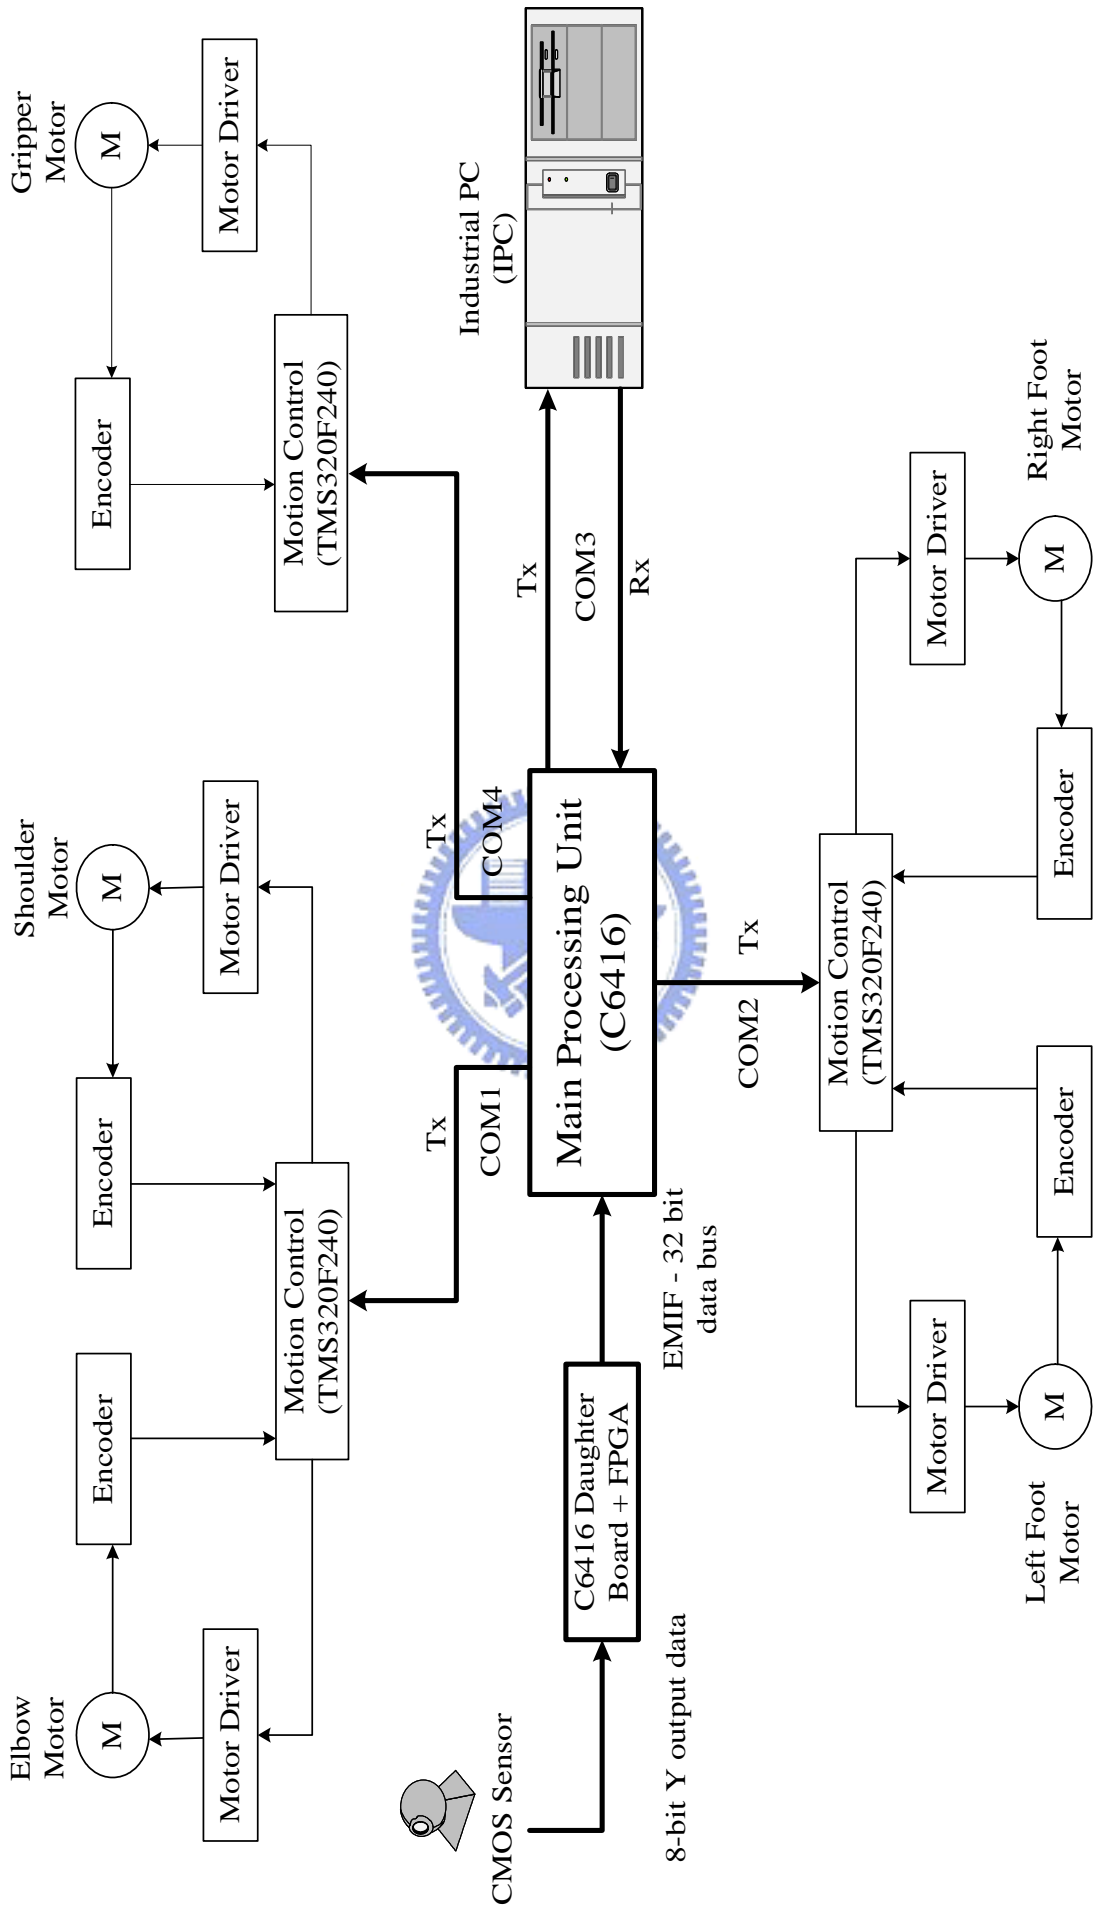 Elbow
Motor
M
Motor Driver
Encoder
Motion Control
(TMS320F240)
Encoder
Shoulder
Motor
M
Motor Driver
Gripper
Motor
M
Motor Driver
Encoder
Motion Control
(TMS320F240)
Tx
COM1
Tx
COM4
CMOS Sensor
8-bit Y output data
C6416 Daughter
Board + FPGA
EMIF - 32 bit
data bus
Main Processing Unit
(C6416)
Tx
COM3
Rx
Industrial PC
(IPC)
COM2
Tx
Motion Control
(TMS320F240)
Motor Driver
M
Left Foot
Motor
Encoder
Encoder
Motor Driver
M
Right Foot
Motor